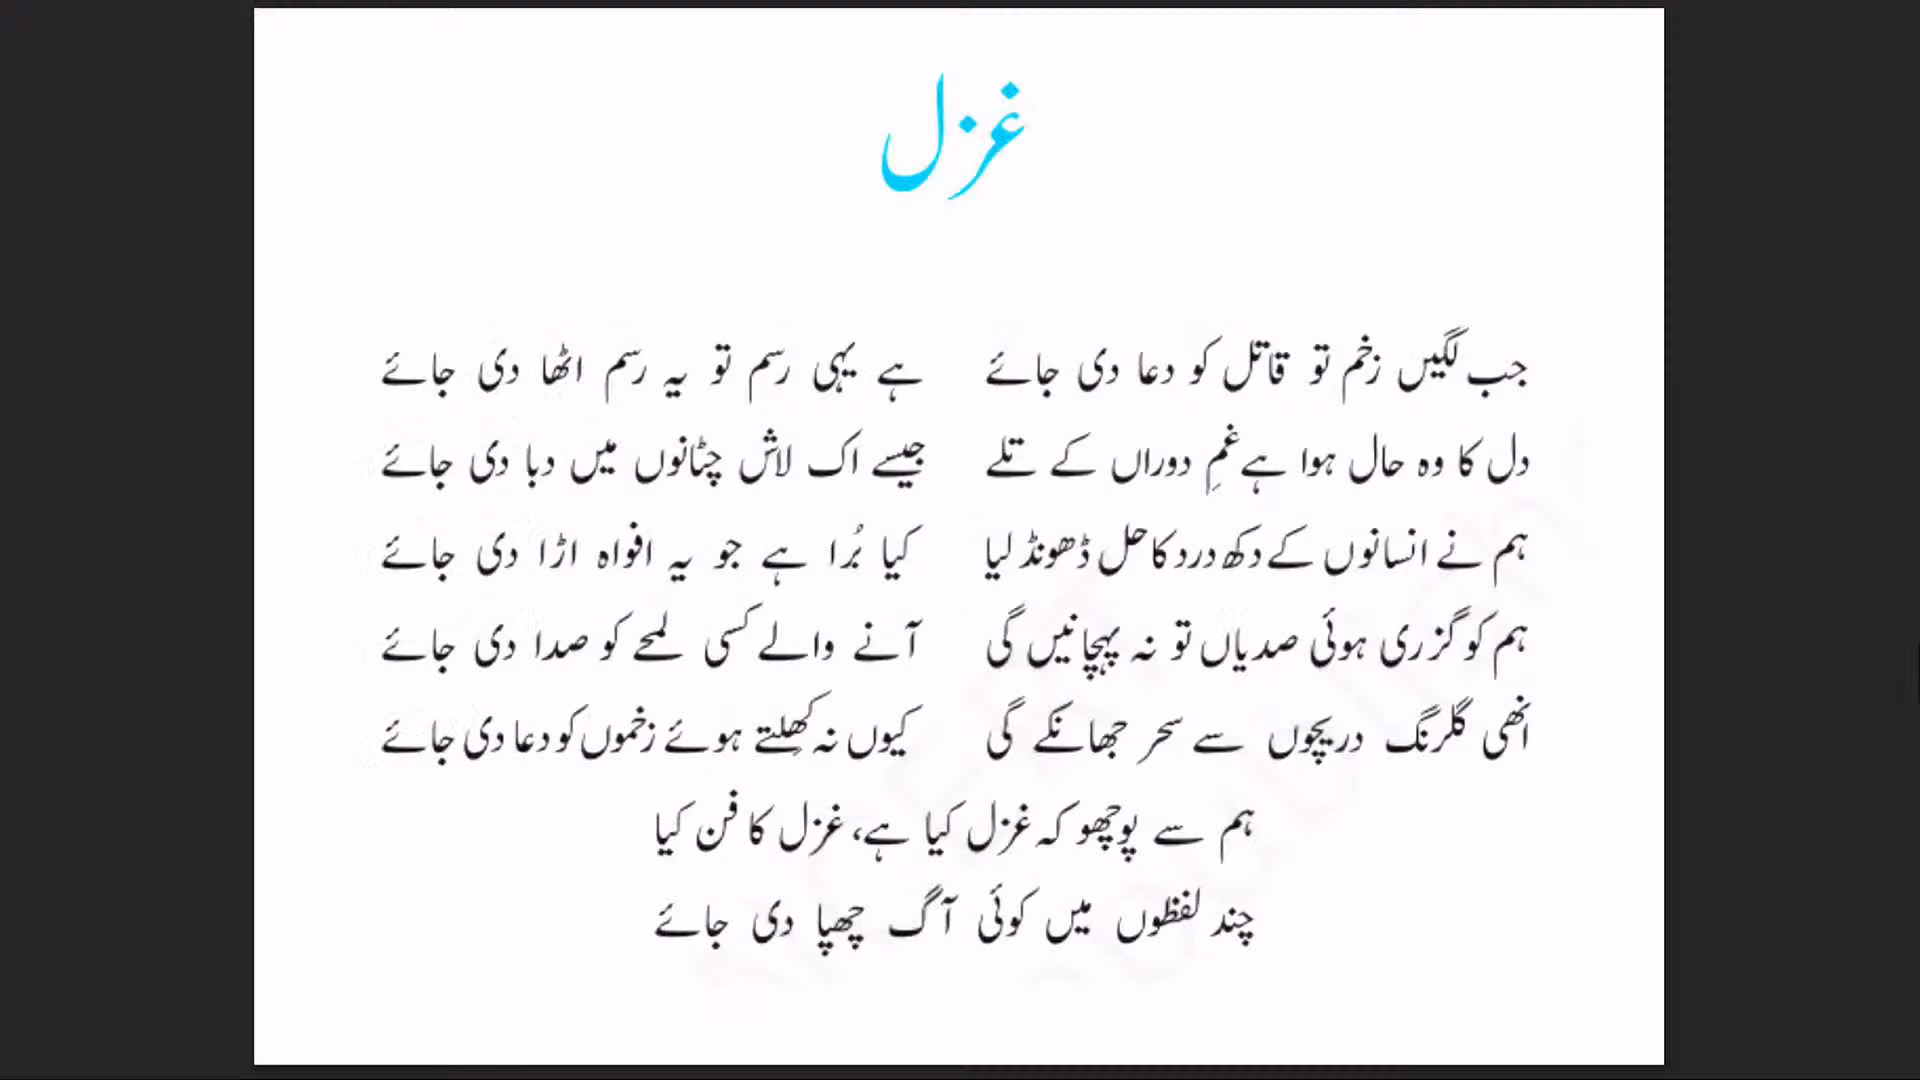 غزل
جب لگیں زخم تو قاتل کو دعا دی جائے ہے یہی رسم تو یہ رسم اٹھا دی جائے
دل کا وہ حال ہوا ہے غمِ دوراں کے تلے جیسے اک لاش چٹانوں میں دبا دی جائے
ہم نے انسانوں کے دکھ درد کا حل ڈھونڈ لیا کیا بُرا ہے جو یہ افواہ اڑا دی جائے
ہم کو گزری ہوئی صدیاں تو نہ پہچانیں گی آنے والے کسی لمحے کو صدا دی جائے
انھی گلرنگ دریچوں سے سحر جھانکے گی کیوں نہ کھِلتے ہوئے زخموں کو دعا دی جائے
ہم سے پوچھو کہ غزل کیا ہے، غزل کا فن کیا
چند لفظوں میں کوئی آگ چھپا دی جائے